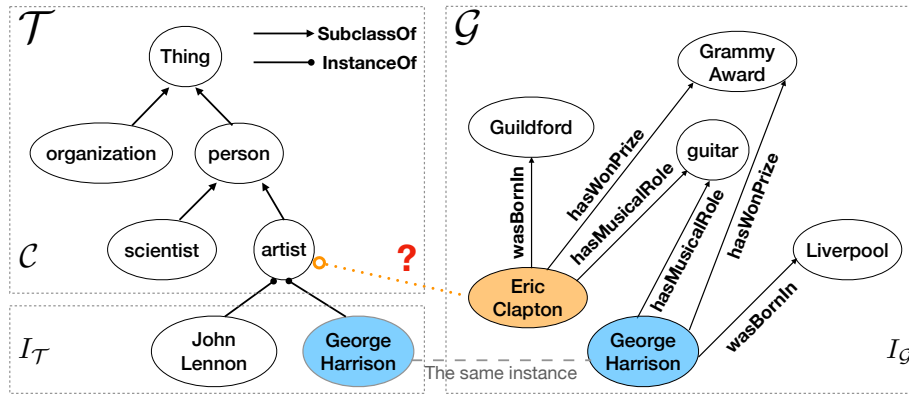 𝒯
SubclassOf
InstanceOf
Thing
organization
person
scientist
artist
𝒞
?
I𝒯
John
Lennon
George
Harrison
The same instance
𝒢
Grammy
Award
Guildford
guitar
Liverpool
wasBornIn
hasWonPrize
hasMusicalRole
hasMusicalRole
hasWonPrize
wasBornIn
Eric
Clapton
George
Harrison
I𝒢